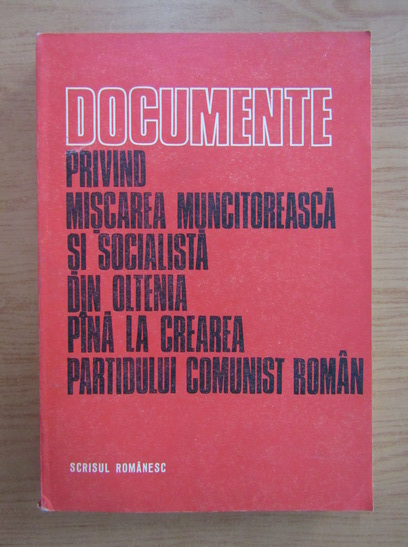 DOCUMENTE
PRIVIND
MIȘCAREA MUNCITOREASCĂ
ȘI SOCIALISTĂ
DIN OLTENIA
PÎNĂ LA CREAREA
PARTIDULUI COMUNIST ROMÂN
SCRISUL ROMÂNESC